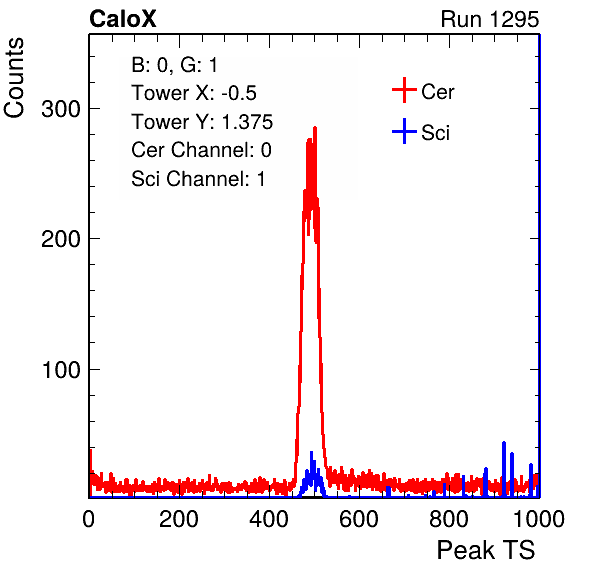 CaloX Run 1295
Counts
B: 0, G: 1
Tower X: -0.5
Tower Y: 1.375
Cer Channel: 0
Sci Channel: 1
Cer
Sci
300
200
100
0 200 400 600 800 1000
Peak TS